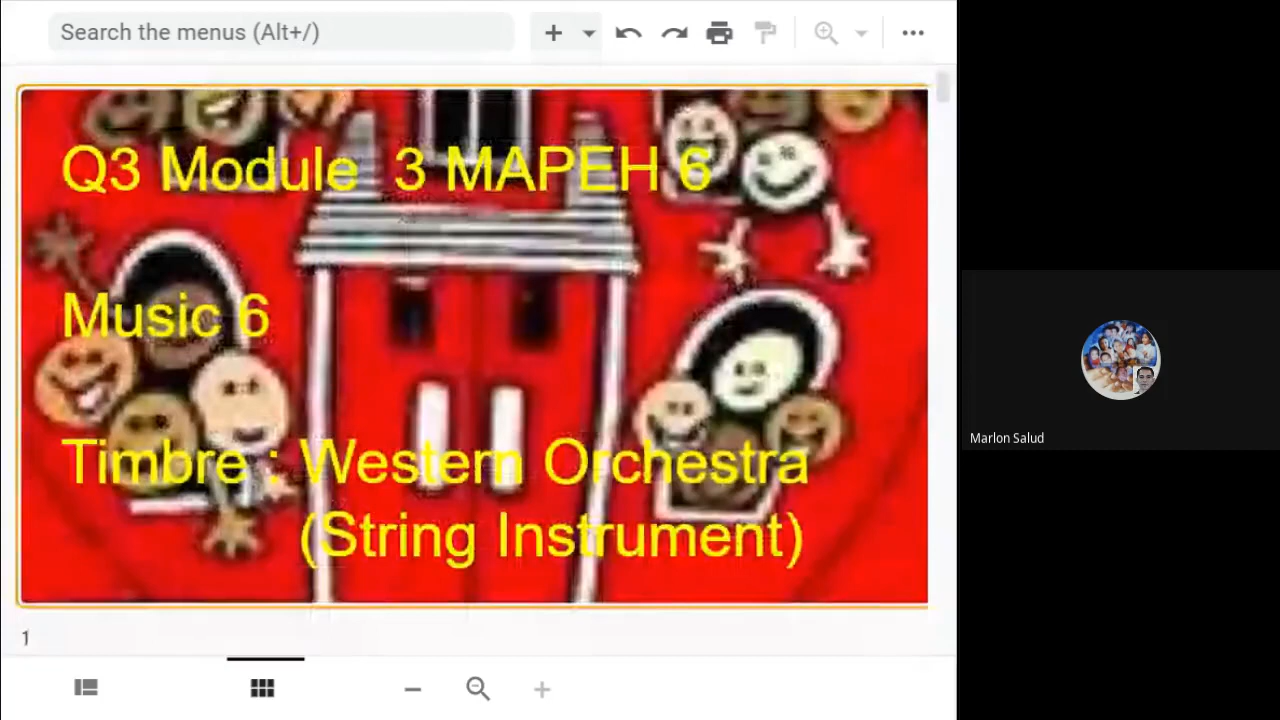 Search the menus (Alt+/)
Q3 Module 3 MAPEH 6
Music 6
Timbre : Western Orchestra
(String Instrument)
Marlon Salud
1